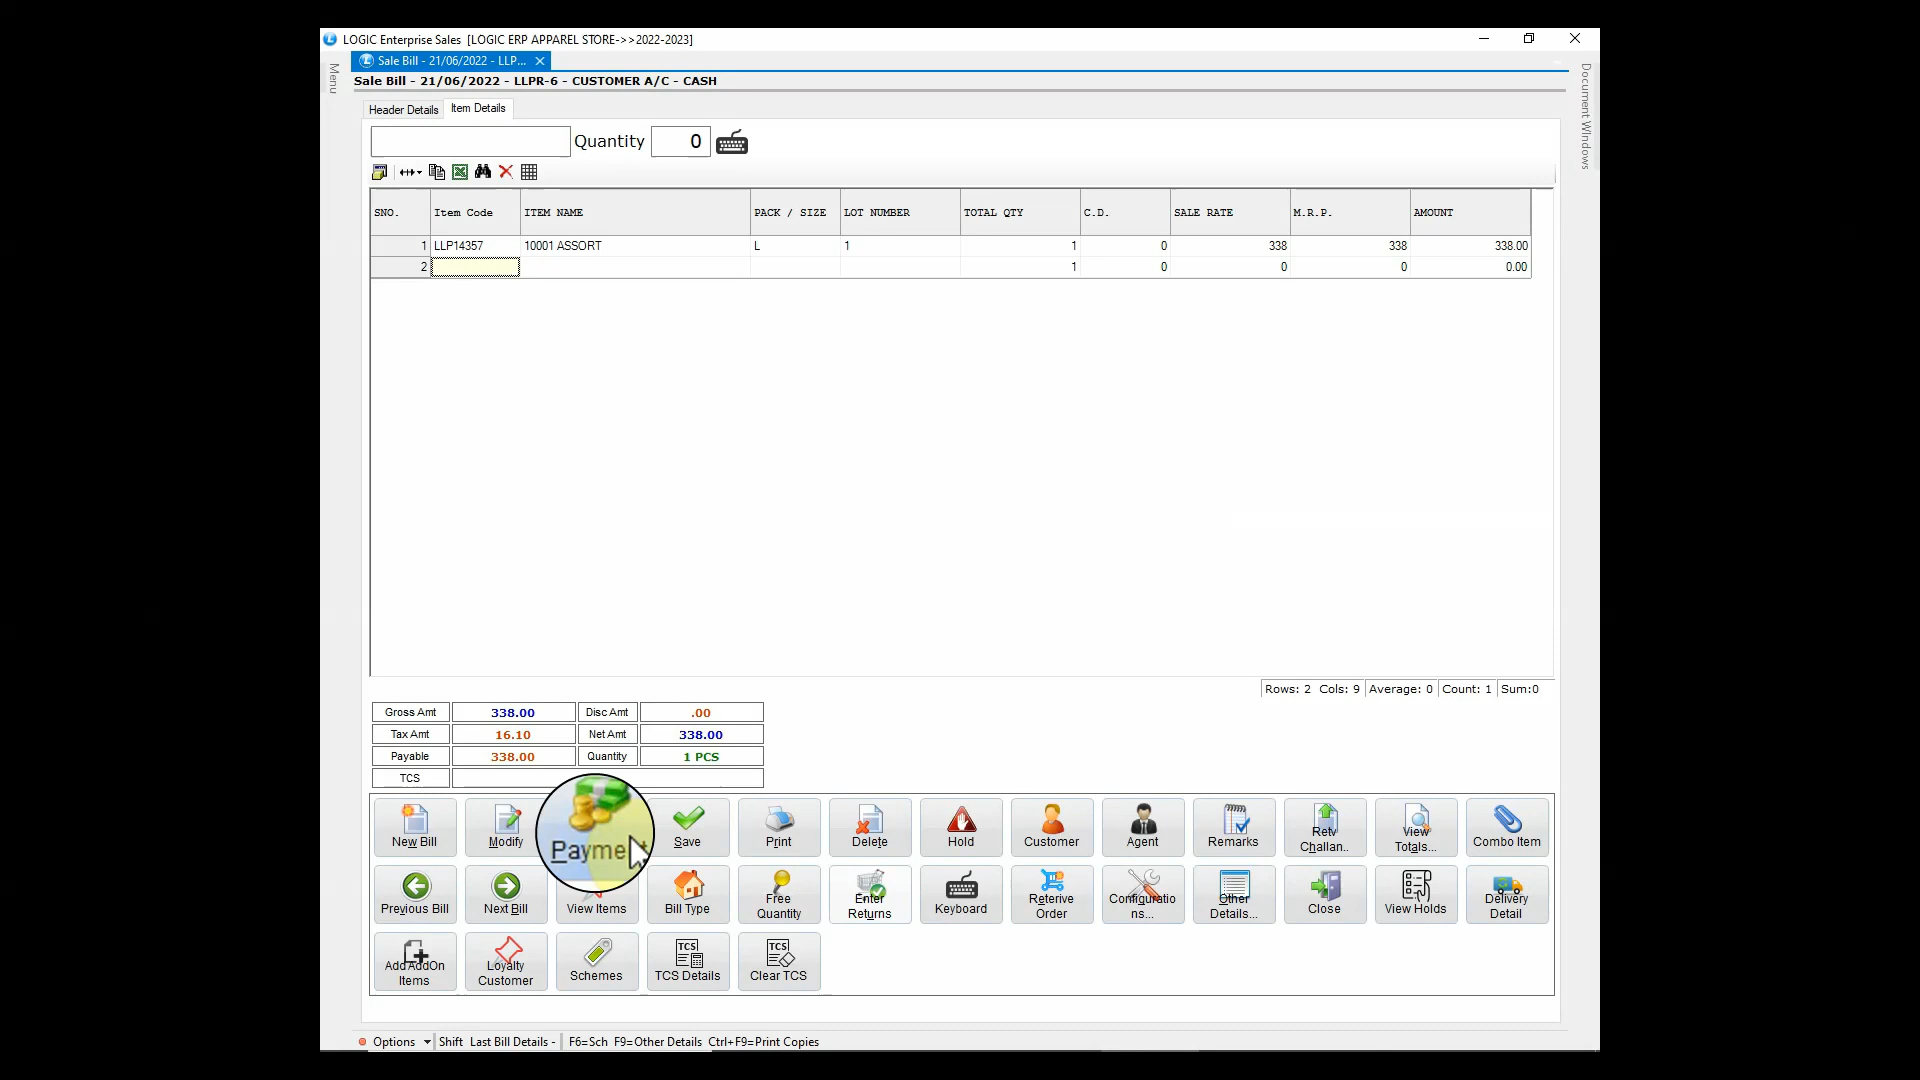 LOGIC Enterprise Sales [LOGIC ERP APPAREL STORE->>2022-2023]
Menu
Sale Bill - 21/06/2022 - LLP...
Document Windows
Sale Bill - 21/06/2022 - LLPR-6 - CUSTOMER A/C - CASH
Header Details Item Details
Quantity 0
SNO. Item Code ITEM NAME PACK / SIZE LOT NUMBER TOTAL QTY C.D. SALE RATE M.R.P. AMOUNT
1 LLP14357 10001 ASSORT L 1 1 0 338 338 338.00
2 1 0 0 0 0.00
Rows: 2 Cols: 9 Average: 0 Count: 1 Sum:0
Gross Amt 338.00 Disc Amt .00
Tax Amt 16.10 Net Amt 338.00
Payable 338.00 Quantity 1 PCS
TCS
New Bill Modify Payment Save Print Delete Hold Customer Agent Remarks Retv Challan.. View Totals... Combo Item
Previous Bill Next Bill View Items Bill Type Free Quantity Enter Returns Keyboard Reterive Order Configurations... Other Details... Close View Holds Delivery Detail
Add AddOn Items Loyalty Customer Schemes TCS TCS Details TCS Clear TCS
Options Shift Last Bill Details - F6=Sch F9=Other Details Ctrl+F9=Print Copies